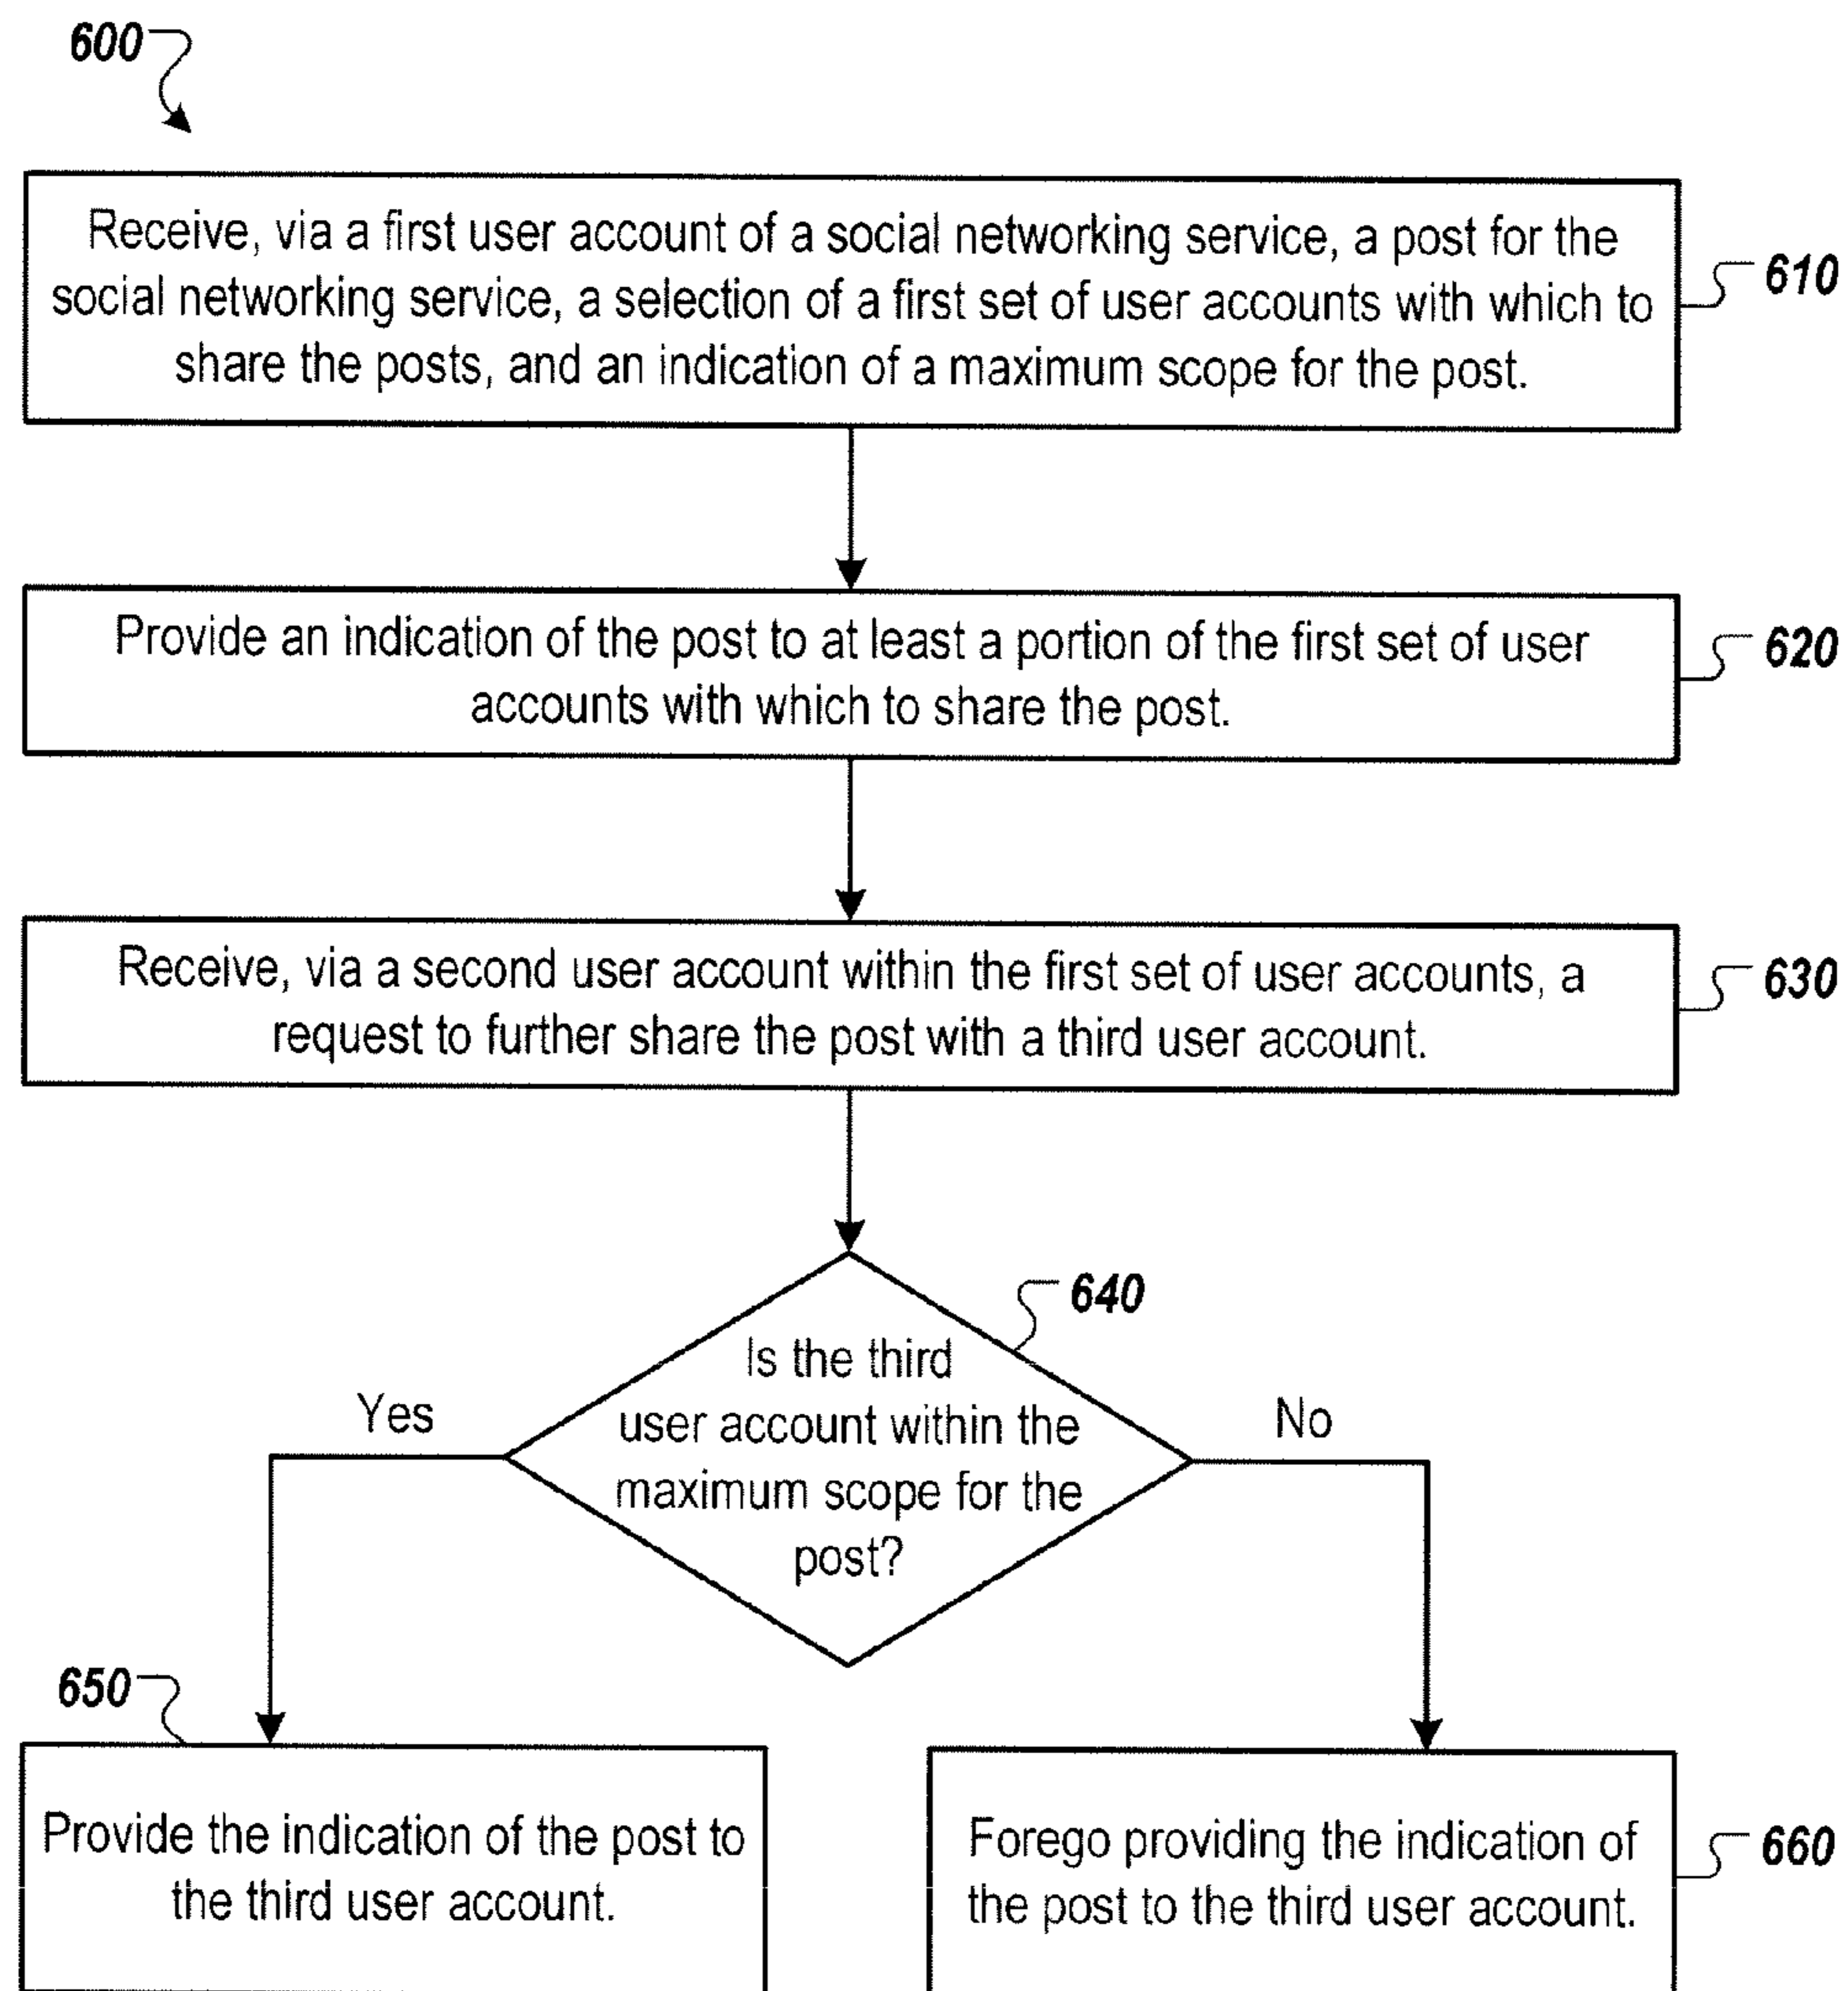 600
Receive, via a first user account of a social networking service, a post for the
social networking service, a selection of a first set of user accounts with which to
share the posts, and an indication of a maximum scope for the post.
610
Provide an indication of the post to at least a portion of the first set of user
accounts with which to share the post.
620
Receive, via a second user account within the first set of user accounts, a
request to further share the post with a third user account.
630
640
Is the third
user account within the
maximum scope for the
post?
Yes
No
650
Provide the indication of the post to
the third user account.
Forego providing the indication of
the post to the third user account.
660